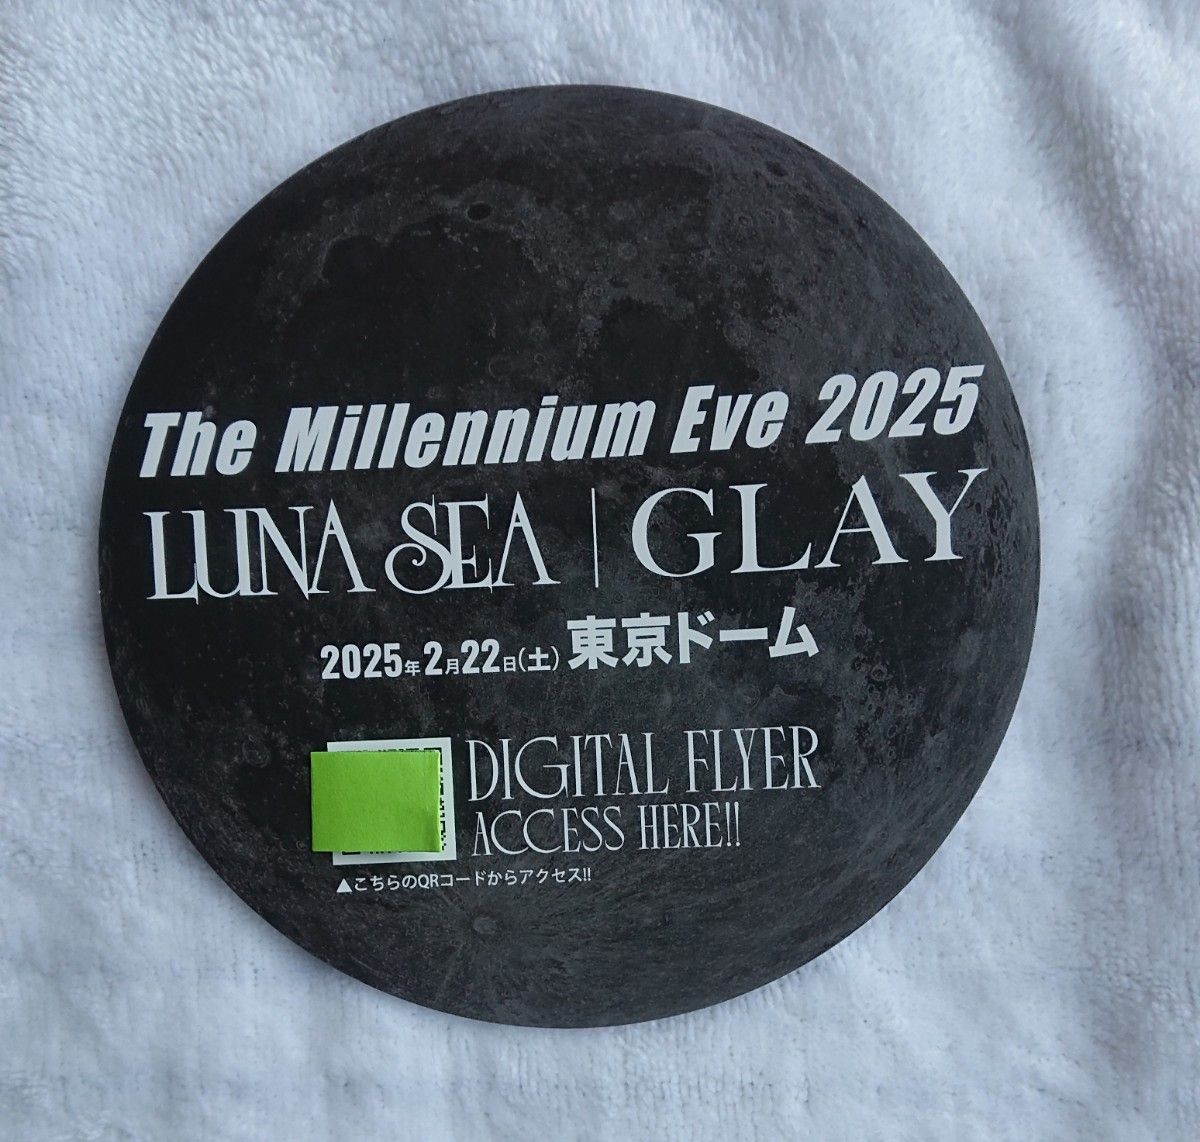 The Millennium Eve 2025
LUNA SEA | GLAY
2025年2月22日(土) 東京ドーム
DIGITAL FLYER
ACCESS HERE!!
▲こちらのQRコードからアクセス!!